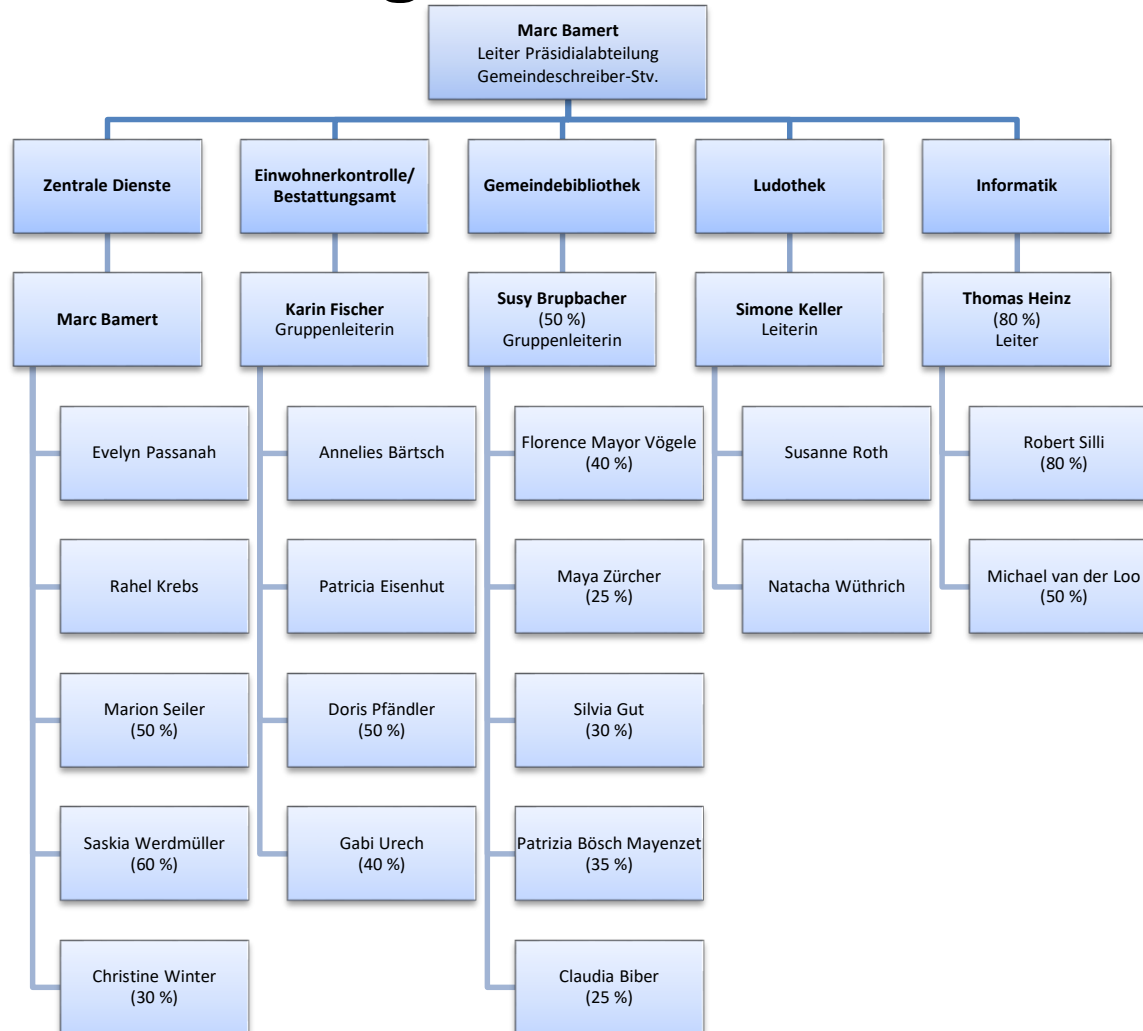 Marc Bamert
Leiter Präsidialabteilung
Gemeindeschreiber-Stv.
Zentrale Dienste
Einwohnerkontrolle/
Bestattungsamt
Gemeindebibliothek
Ludothek
Informatik
Marc Bamert
Karin Fischer
Gruppenleiterin
Susy Brupbacher
(50 %)
Gruppenleiterin
Simone Keller
Leiterin
Thomas Heinz
(80 %)
Leiter
Evelyn Passanah
Rahel Krebs
Marion Seiler
(50 %)
Saskia Werdmüller
(60 %)
Christine Winter
(30 %)
Annelies Bärtsch
Patricia Eisenhut
Doris Pfändler
(50 %)
Gabi Urech
(40 %)
Florence Mayor Vögele
(40 %)
Maya Zürcher
(25 %)
Silvia Gut
(30 %)
Patrizia Bösch Mayenzet
(35 %)
Claudia Biber
(25 %)
Susanne Roth
Natacha Wüthrich
Robert Silli
(80 %)
Michael van der Loo
(50 %)